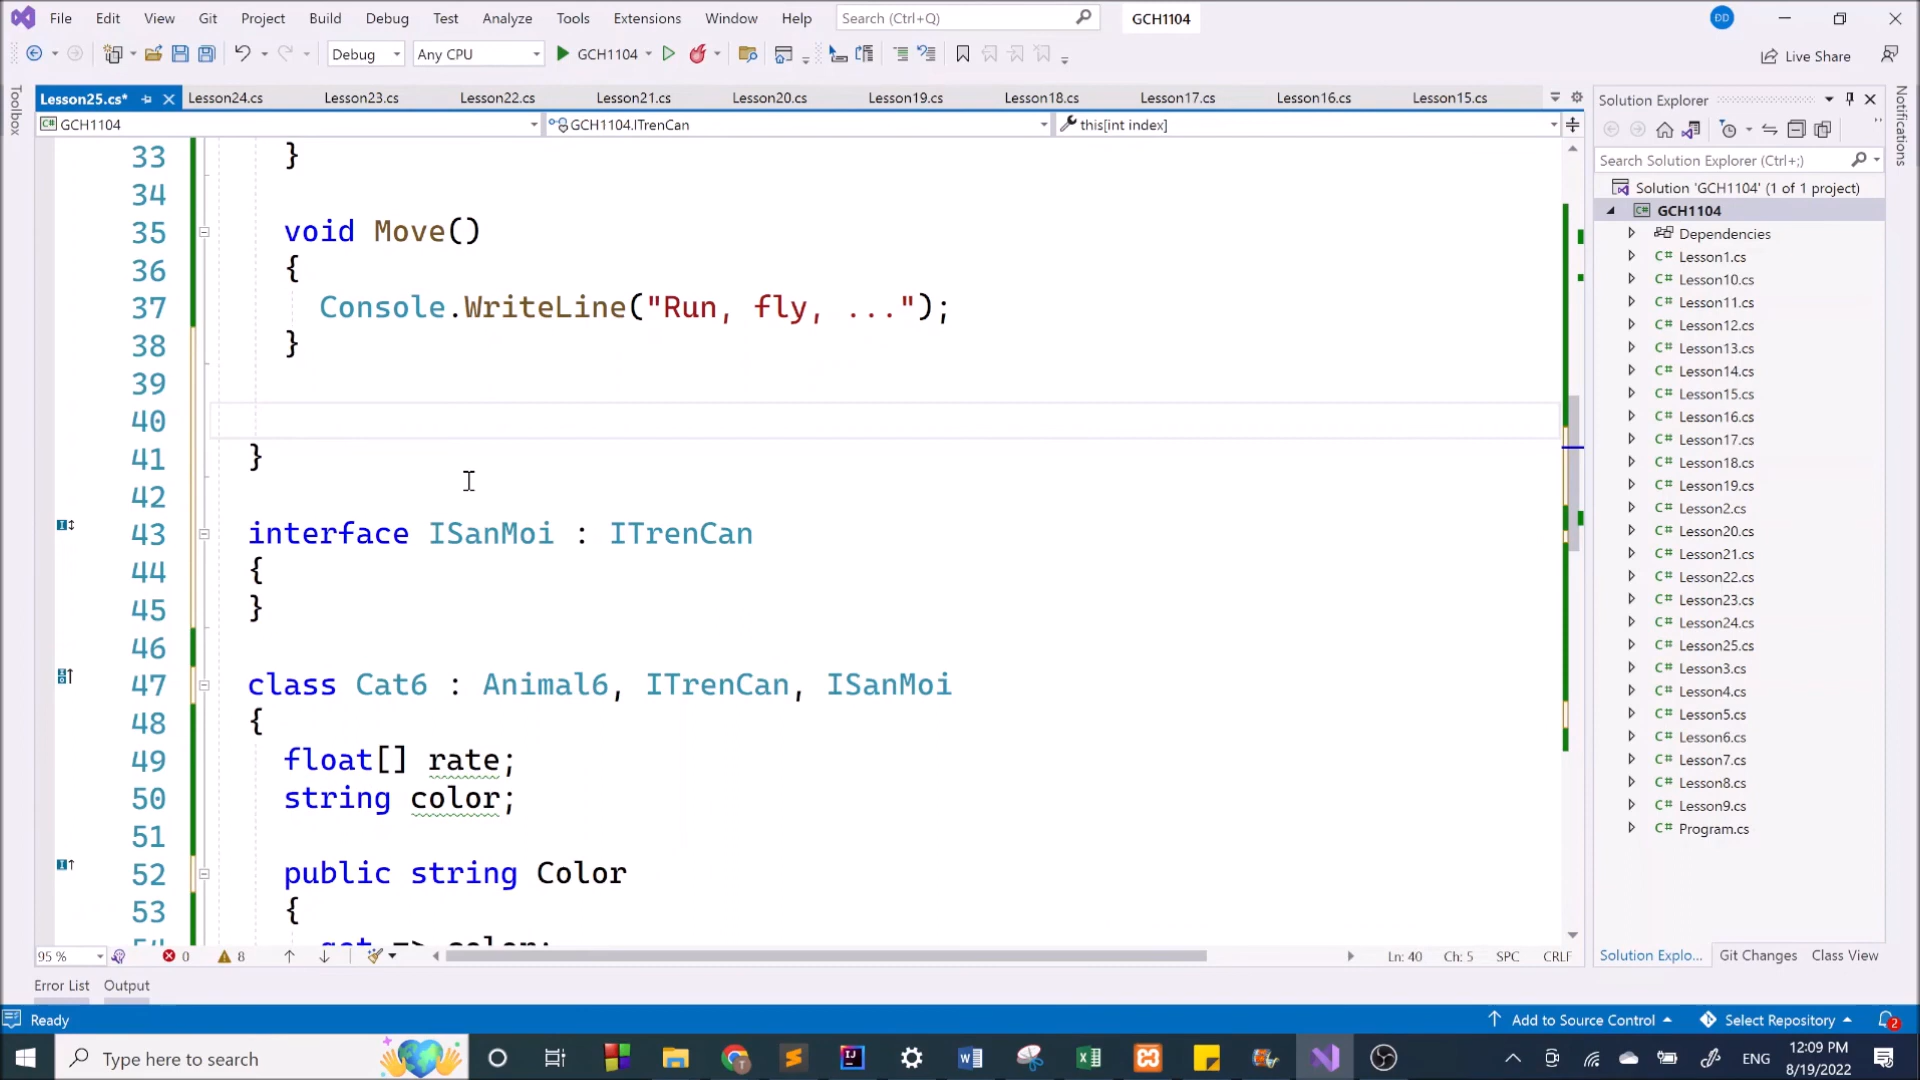 File Edit View Git Project Build Debug Test Analyze Tools Extensions Window Help Search (Ctrl+Q) GCH1104 ĐD
Debug Any CPU GCH1104 Live Share
Lesson25.cs* Lesson24.cs Lesson23.cs Lesson22.cs Lesson21.cs Lesson20.cs Lesson19.cs Lesson18.cs Lesson17.cs Lesson16.cs Lesson15.cs
GCH1104 GCH1104.ITrenCan this[int index]
Toolbox
33 }
34
35 void Move()
36 {
37 Console.WriteLine("Run, fly, ...");
38 }
39
40
41 }
42
43 interface ISanMoi : ITrenCan
44 {
45 }
46
47 class Cat6 : Animal6, ITrenCan, ISanMoi
48 {
49 float[] rate;
50 string color;
51
52 public string Color
53 {
95 % 0 8 Ln: 40 Ch: 5 SPC CRLF
Error List Output
Solution Explorer
Search Solution Explorer (Ctrl+;)
Solution 'GCH1104' (1 of 1 project)
C# GCH1104
Dependencies
C# Lesson1.cs
C# Lesson10.cs
C# Lesson11.cs
C# Lesson12.cs
C# Lesson13.cs
C# Lesson14.cs
C# Lesson15.cs
C# Lesson16.cs
C# Lesson17.cs
C# Lesson18.cs
C# Lesson19.cs
C# Lesson2.cs
C# Lesson20.cs
C# Lesson21.cs
C# Lesson22.cs
C# Lesson23.cs
C# Lesson24.cs
C# Lesson25.cs
C# Lesson3.cs
C# Lesson4.cs
C# Lesson5.cs
C# Lesson6.cs
C# Lesson7.cs
C# Lesson8.cs
C# Lesson9.cs
C# Program.cs
Solution Explo... Git Changes Class View
Notifications
Ready Add to Source Control Select Repository 2
Type here to search ENG 12:09 PM
8/19/2022